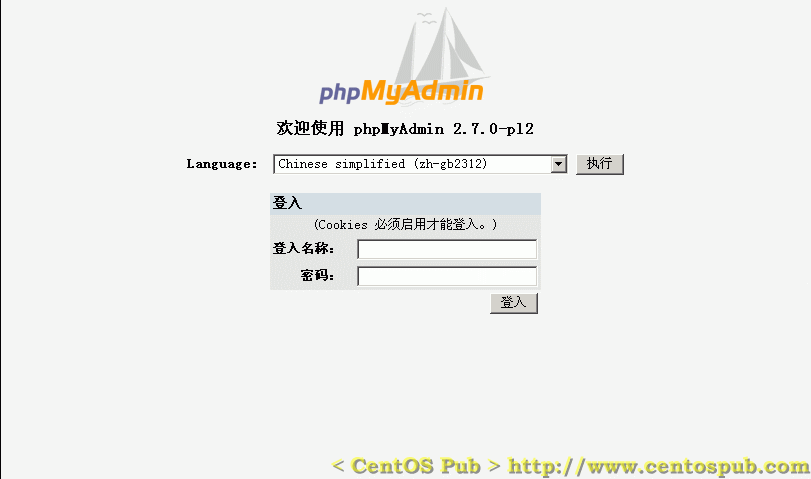 phpMyAdmin
欢迎使用 phpMyAdmin 2.7.0-pl2
Language: Chinese simplified (zh-gb2312) 执行
登入
(Cookies 必须启用才能登入。)
登入名称:
密码:
登入
< CentOS Pub > http://www.centospub.com